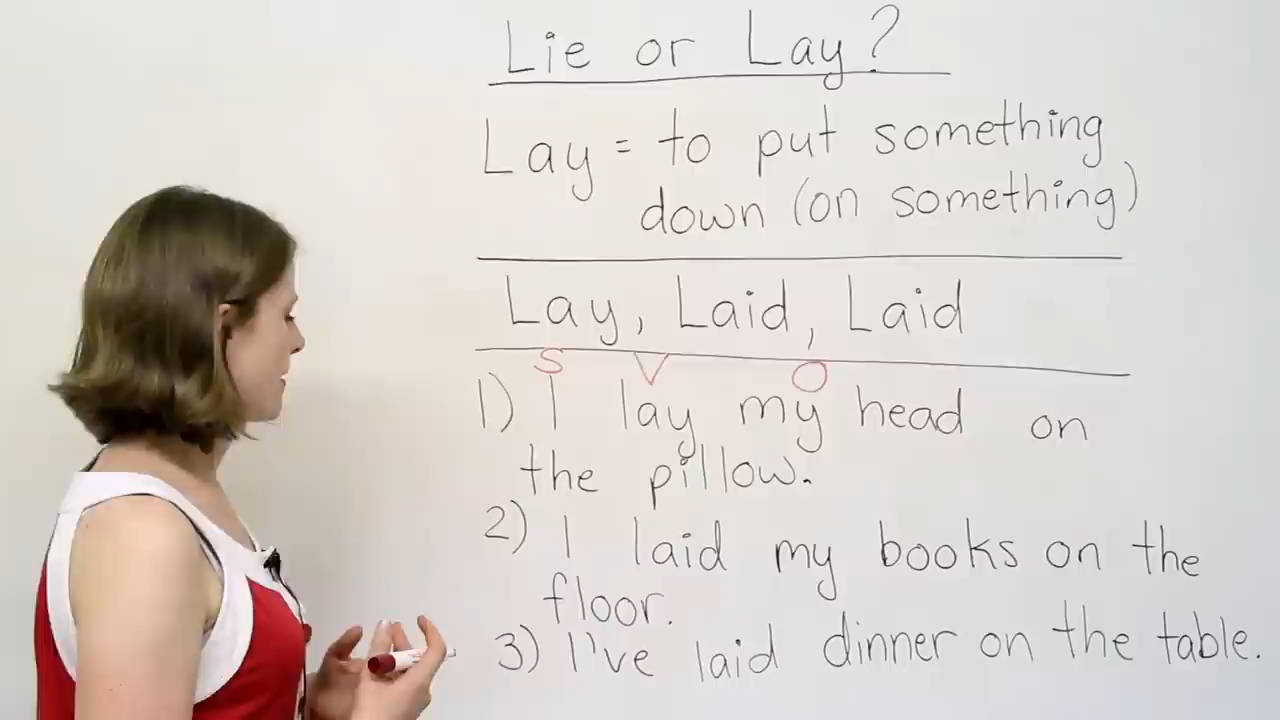 Lie or Lay?
Lay = to put something
down (on something)
Lay, Laid, Laid
S V O
1) I lay my head on
the pillow.
2) I laid my books on the
floor.
3) I've laid dinner on the table.